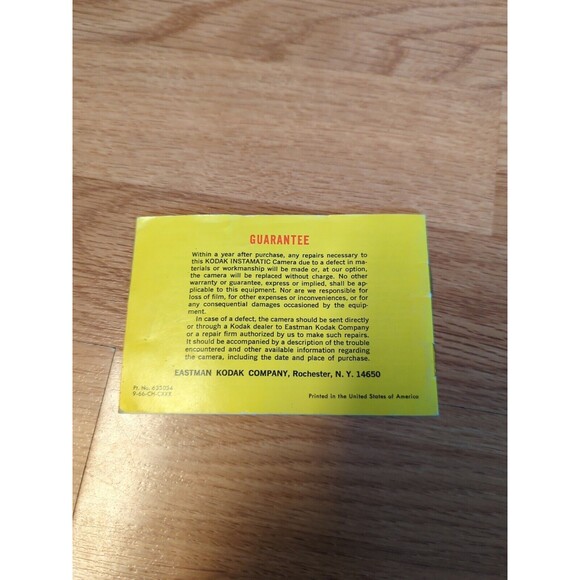 GUARANTEE
Within a year after purchase, any repairs necessary to
this KODAK INSTAMATIC Camera due to a defect in ma-
terials or workmanship will be made or, at our option,
the camera will be replaced without charge. No other
warranty or guarantee, express or implied, shall be ap-
plicable to this equipment. Nor are we responsible for
loss of film, for other expenses or inconveniences, or for
any consequential damages occasioned by the equip-
ment.
In case of a defect, the camera should be sent directly
or through a Kodak dealer to Eastman Kodak Company
or a repair firm authorized by us to make such repairs.
It should be accompanied by a description of the trouble
encountered and other available information regarding
the camera, including the date and place of purchase.
EASTMAN KODAK COMPANY, Rochester, N. Y. 14650
Pt. No.
Printed in the United States of America